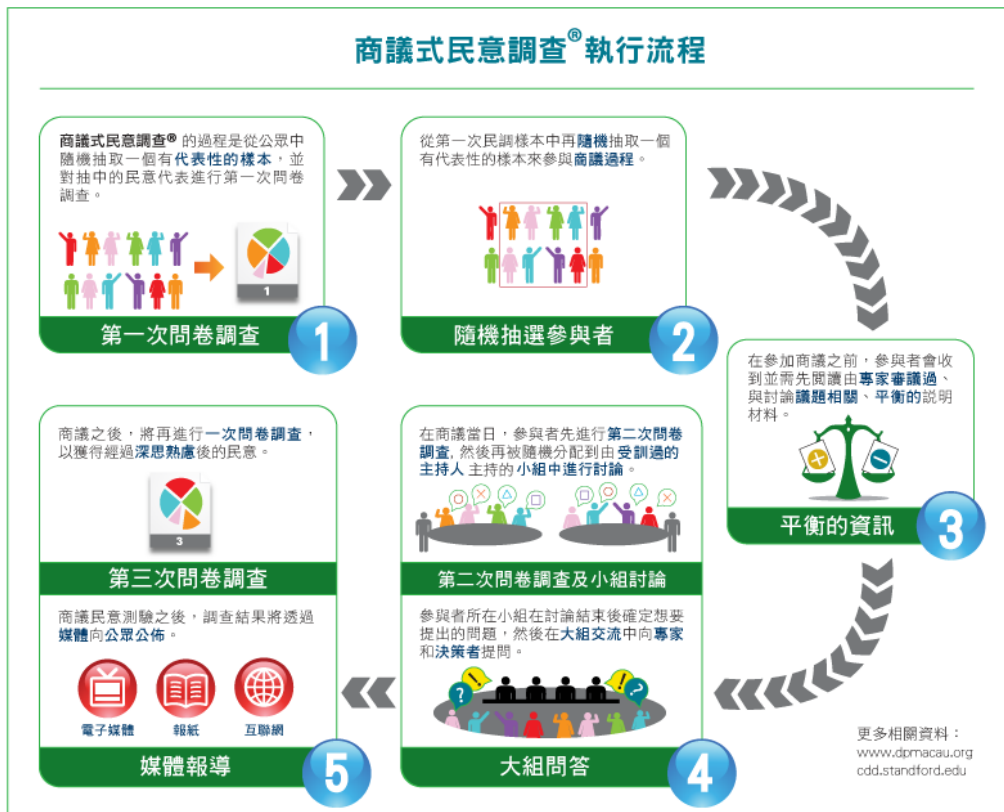 商議式民意調查®執行流程
商議式民意調查® 的過程是從公眾中
隨機抽取一個有代表性的樣本，並
對抽中的民意代表進行第一次問卷
調查。
1
第一次問卷調查
1
從第一次民調樣本中再隨機抽取一個
有代表性的樣本來參與商議過程。
隨機抽選參與者
2
在參加商議之前，參與者會收
到並需先閲讀由專家審議過、
與討論議題相關、平衡的説明
材料。
平衡的資訊
3
在商議當日，參與者先進行第二次問卷
調查, 然後再被隨機分配到由 受訓過的
主持人 主持的 小組中進行討論。
第二次問卷調查及小組討論
參與者所在小組在討論結束後確定想要
提出的問題，然後在大組交流中向專家
和決策者提問。
? ! ! ?
大組問答
4
商議之後，將再進行一次問卷調查，
以獲得經過深思熟慮後的民意。
3
第三次問卷調查
商議民意測驗之後，調查結果將透過
媒體向公眾公佈。
電子媒體 報紙 互聯網
媒體報導
5
更多相關資料：
www.dpmacau.org
cdd.standford.edu